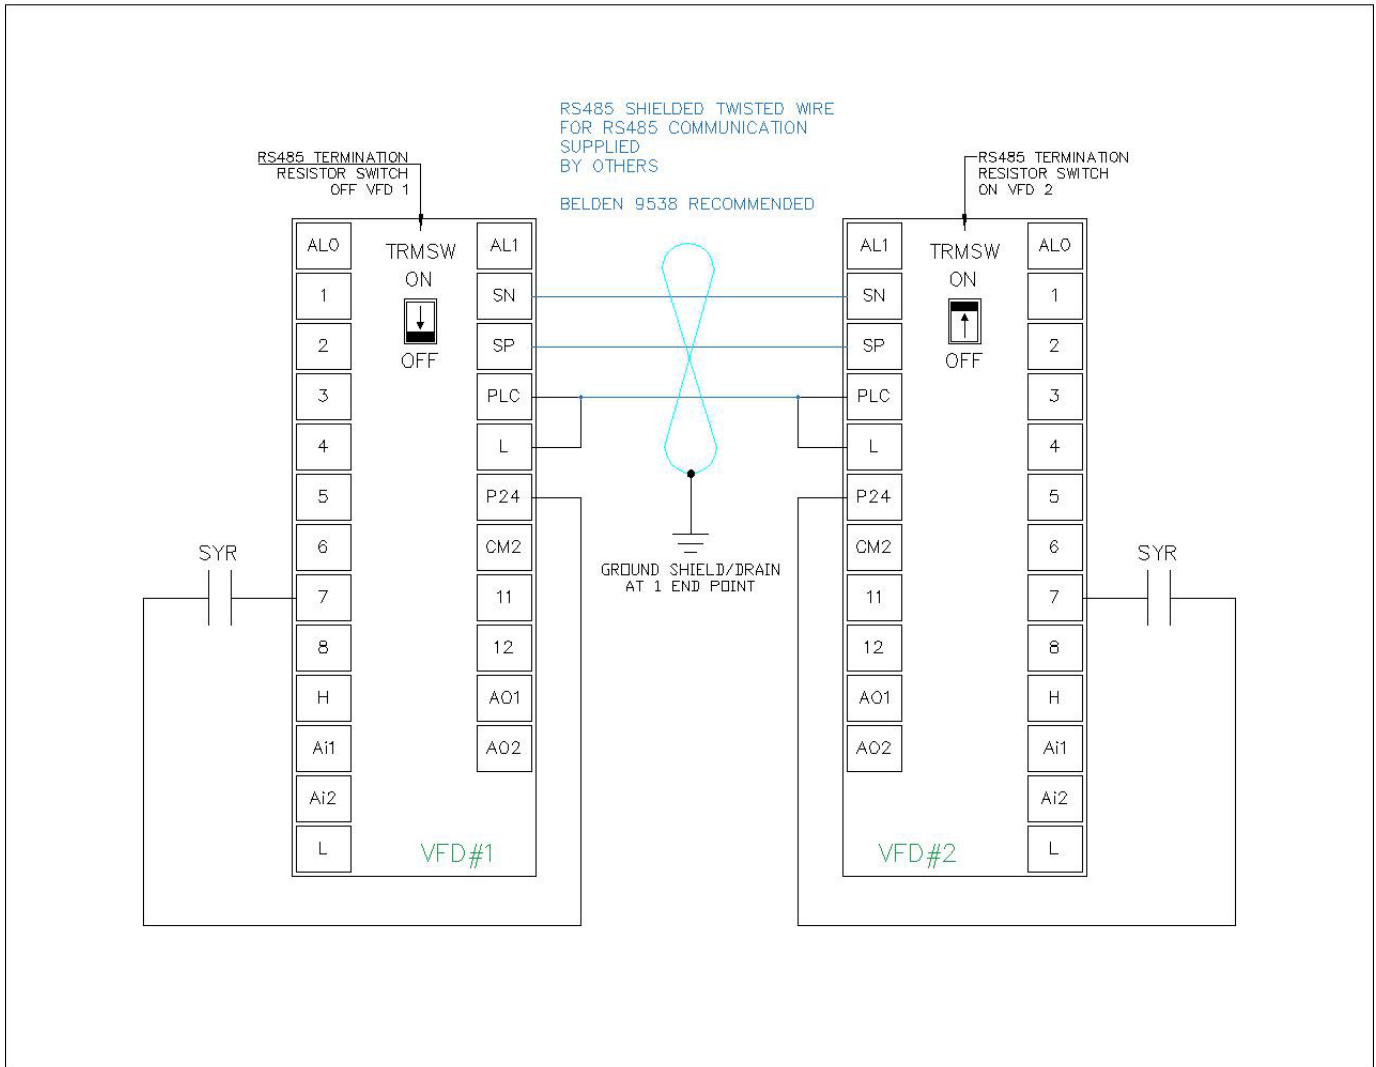 RS485 SHIELDED TWISTED WIRE
FOR RS485 COMMUNICATION
SUPPLIED
BY OTHERS
BELDEN 9538 RECOMMENDED
RS485 TERMINATION
RESISTOR SWITCH
OFF VFD 1
RS485 TERMINATION
RESISTOR SWITCH
ON VFD 2
AL0
1
2
3
4
5
6
7
8
H
Ai1
Ai2
L
TRMSW
ON
OFF
AL1
SN
SP
PLC
L
P24
CM2
11
12
AO1
AO2
VFD#1
SYR
GROUND SHIELD/DRAIN
AT 1 END POINT
AL1
SN
SP
PLC
L
P24
CM2
11
12
AO1
AO2
TRMSW
ON
OFF
AL0
1
2
3
4
5
6
7
8
H
Ai1
Ai2
L
VFD#2
SYR